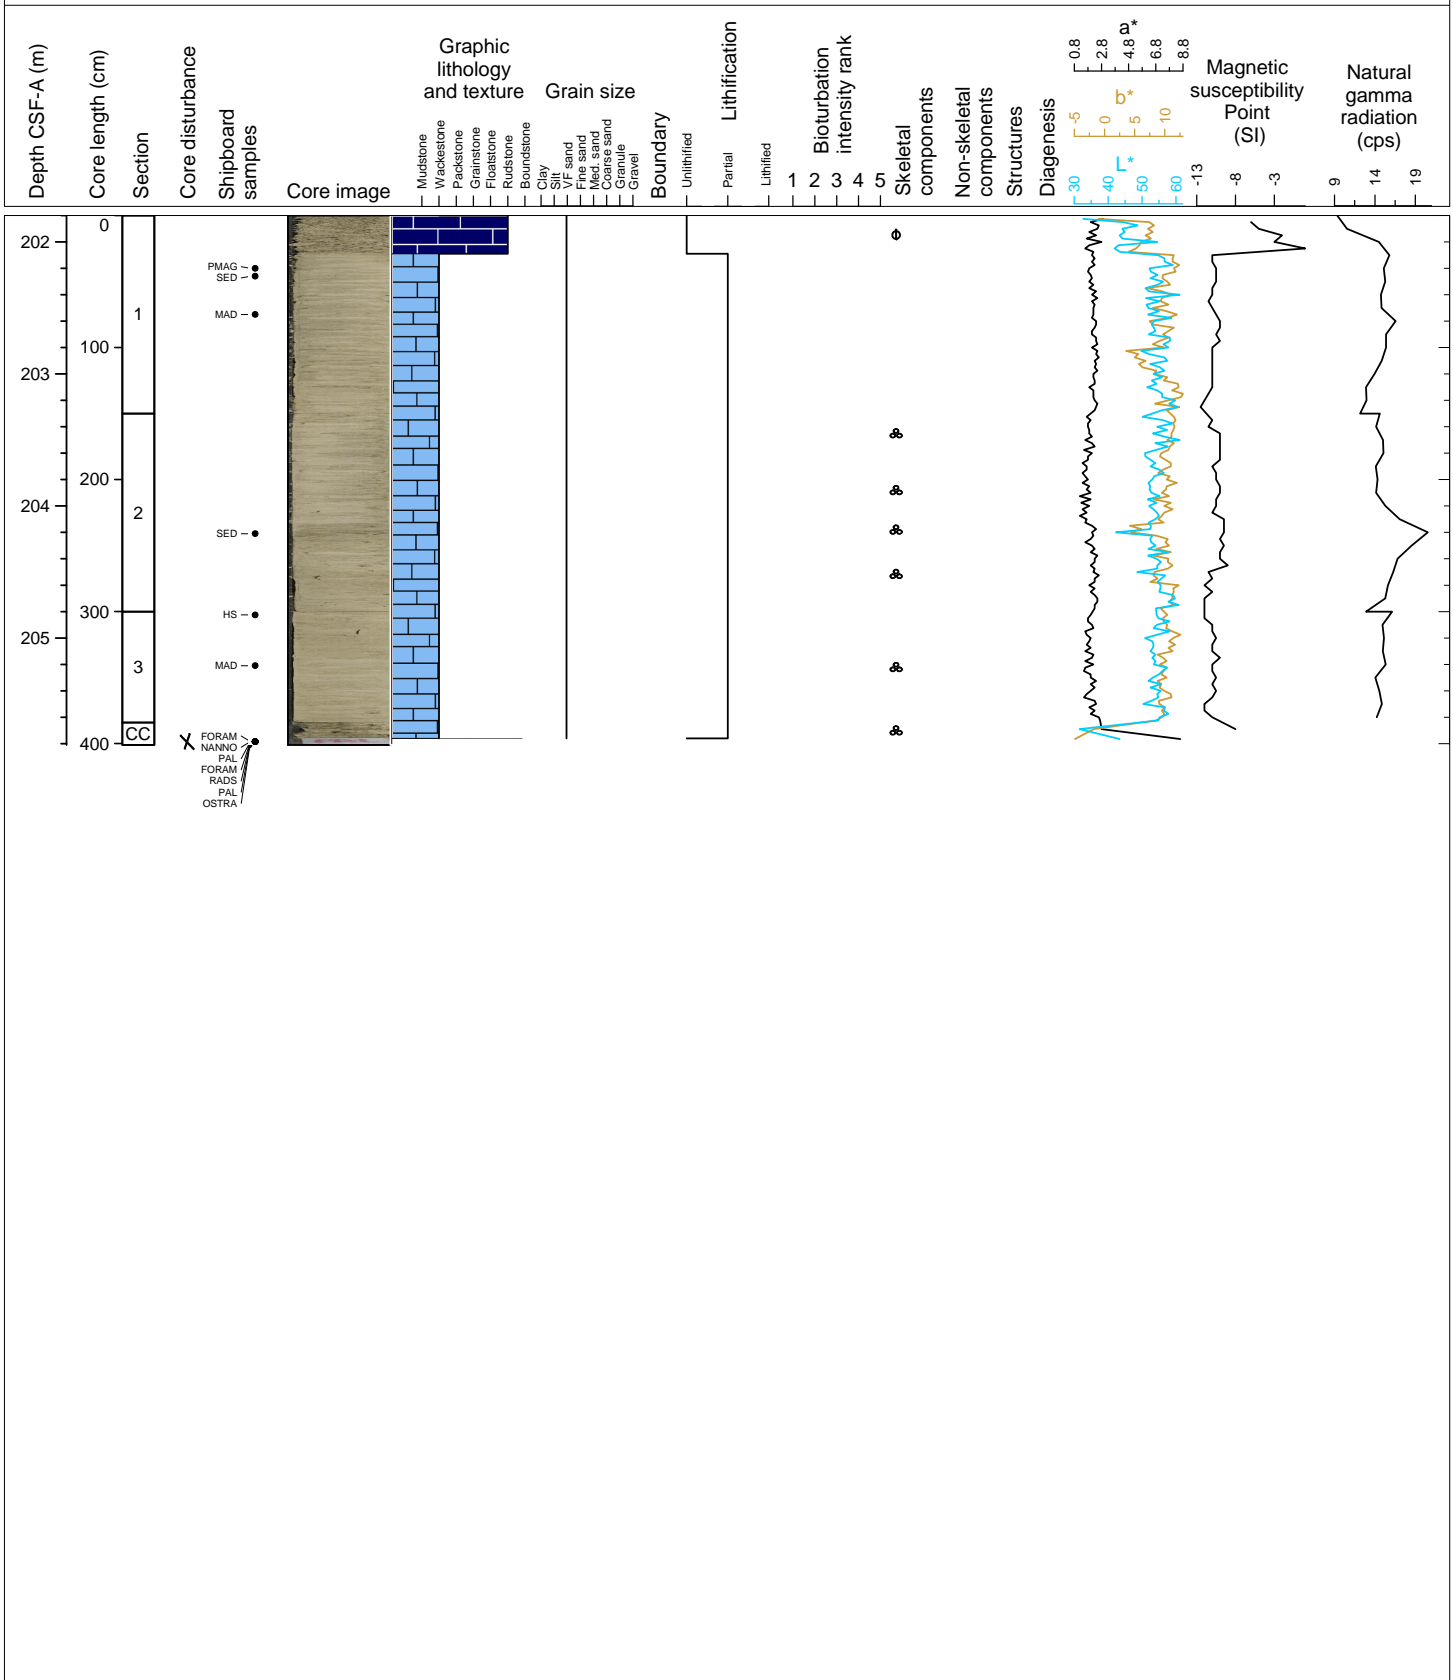 Depth CSF-A (m)
Core length (cm)
Section
Core disturbance
Shipboard
samples
Core image
Graphic
lithology
and texture
Mudstone
Wackestone
Packstone
Grainstone
Floatstone
Rudstone
Boundstone
Grain size
Clay
Silt
VF sand
Fine sand
Med. sand
Coarse sand
Granule
Gravel
Boundary
Lithification
Unlithified
Partial
Lithified
Bioturbation
intensity rank
1 2 3 4 5
Skeletal
components
Non-skeletal
components
Structures
Diagenesis
a*
0.8 2.8 4.8 6.8 8.8
b*
-5 0 5 10
L*
30 40 50 60
Magnetic
susceptibility
Point
(SI)
-13 -8 -3
Natural
gamma
radiation
(cps)
9 14 19
0
202
PMAG
SED
1
MAD
100
203
200
204
2
SED
300
HS
205
3
MAD
CC
400
FORAM
NANNO
PAL
FORAM
RADS
PAL
OSTRA